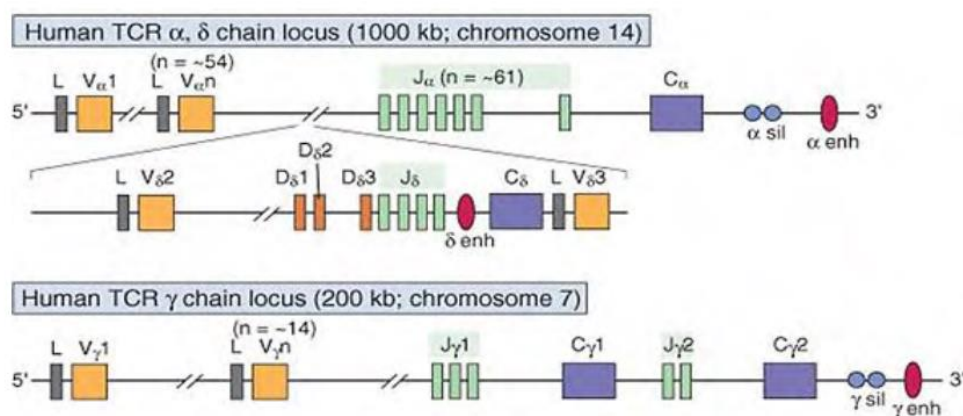 Human TCR α, δ chain locus (1000 kb; chromosome 14)
(n = ~54)
L Vα1 L Vαn Jα (n = ~61) Cα
5' 3'
α sil α enh
Dδ2
L Vδ2 Dδ1 Dδ3 Jδ Cδ L Vδ3
δ enh
Human TCR γ chain locus (200 kb; chromosome 7)
(n = ~14)
L Vγ1 L Vγn Jγ1 Cγ1 Jγ2 Cγ2
5' 3'
γ sil γ enh